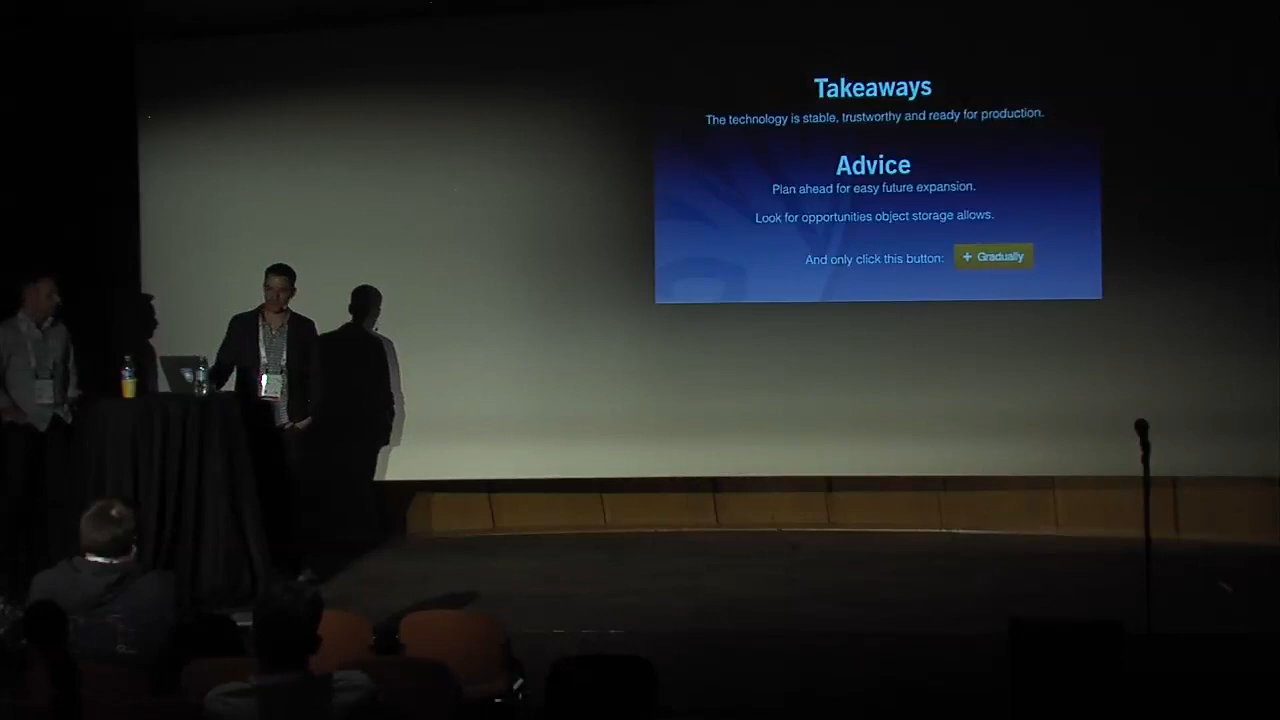 Takeaways
The technology is stable, trustworthy and ready for production.
Advice
Plan ahead for easy future expansion.
Look for opportunities object storage allows.
And only click this button: + Gradually